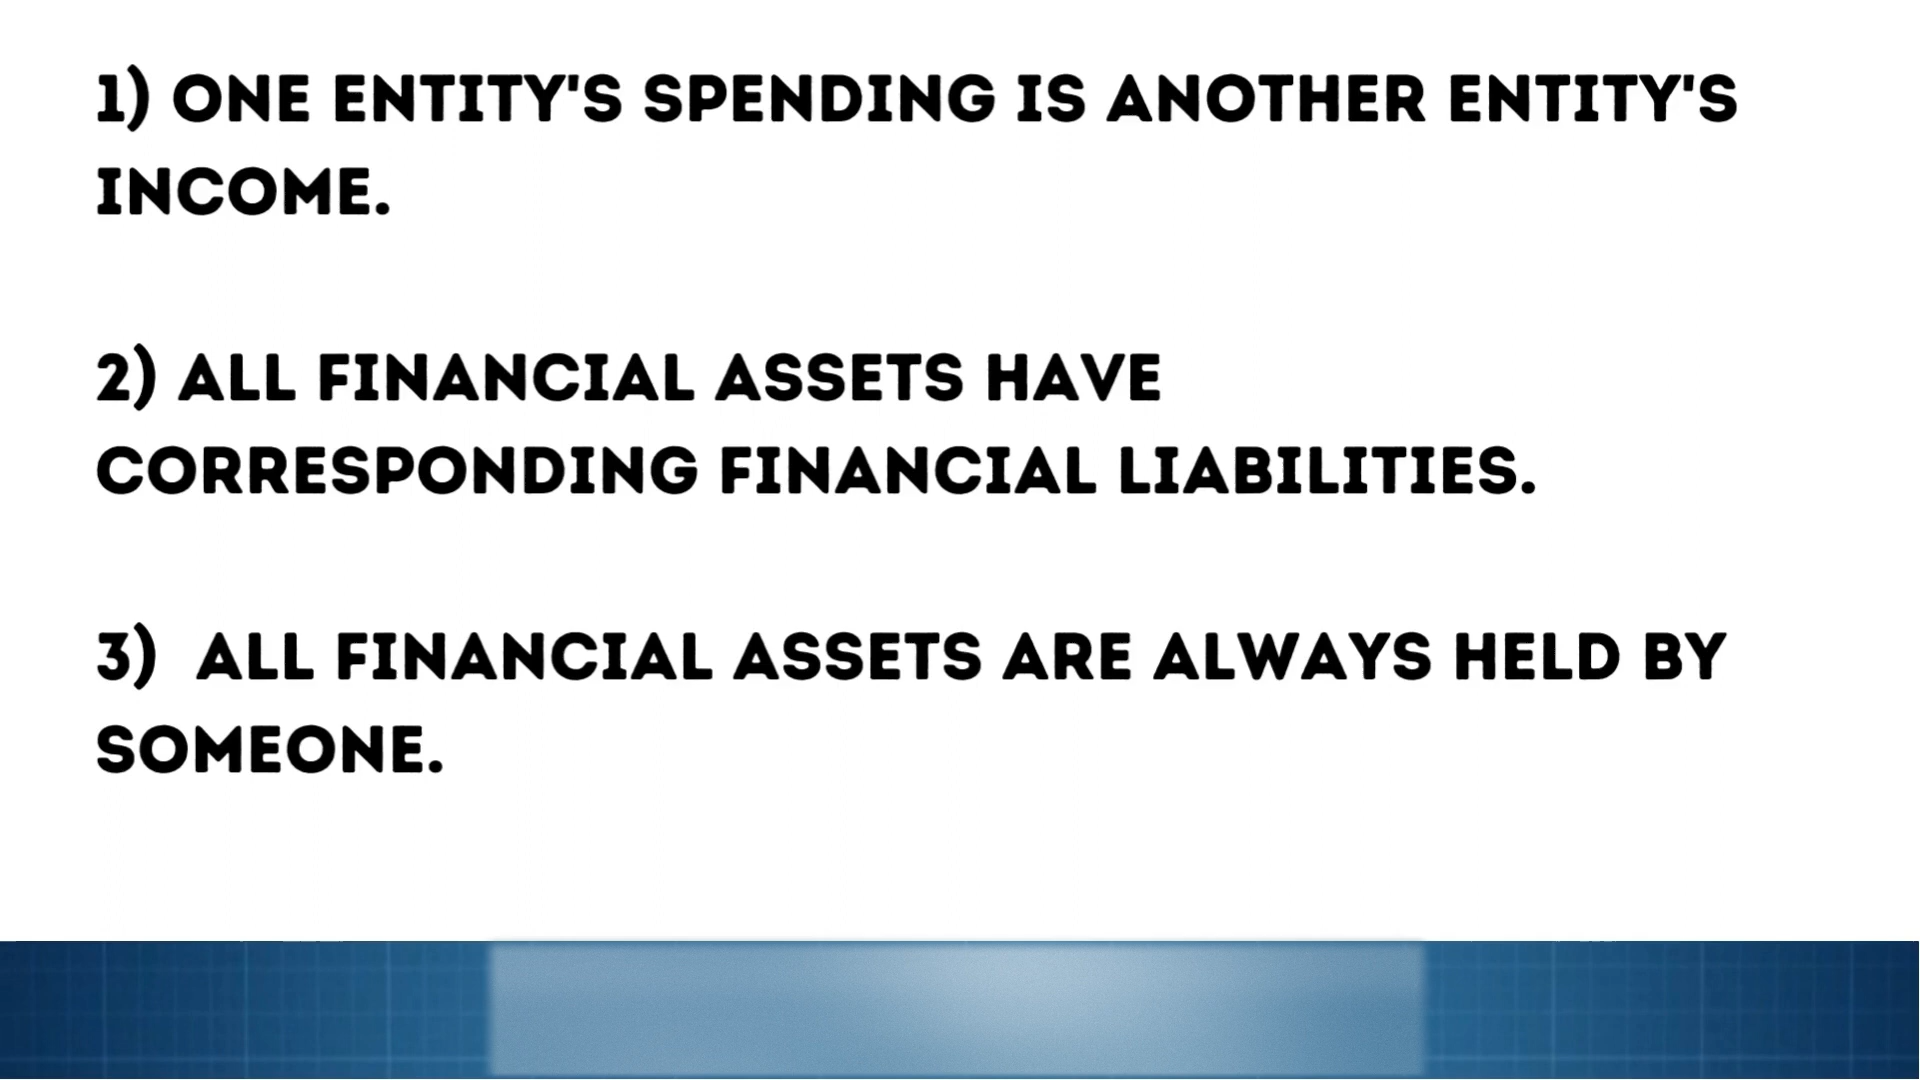 1) ONE ENTITY'S SPENDING IS ANOTHER ENTITY'S
INCOME.
2) ALL FINANCIAL ASSETS HAVE
CORRESPONDING FINANCIAL LIABILITIES.
3) ALL FINANCIAL ASSETS ARE ALWAYS HELD BY
SOMEONE.